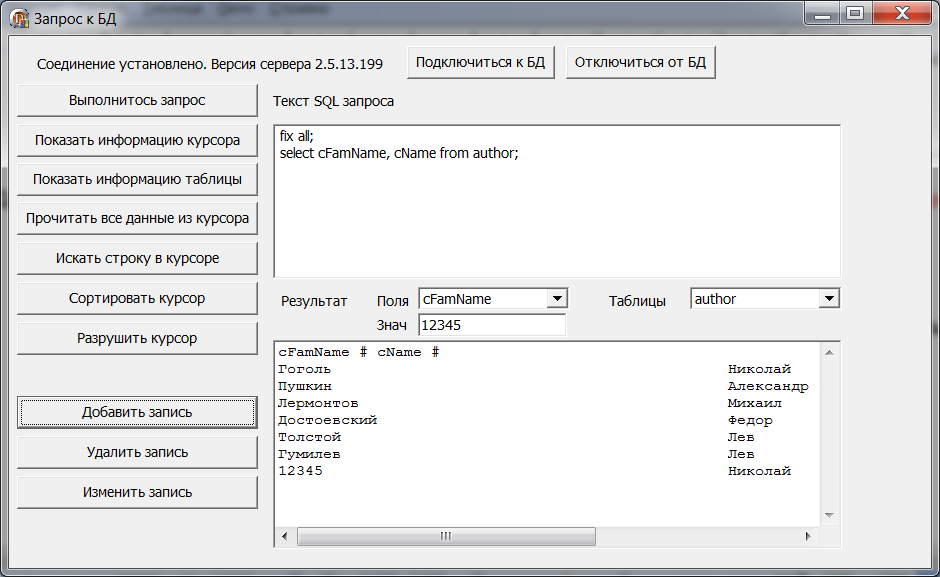 Запрос к БД
Соединение установлено. Версия сервера 2.5.13.199
Подключиться к БД
Отключиться от БД
Выполнитось запрос
Показать информацию курсора
Показать информацию таблицы
Прочитать все данные из курсора
Искать строку в курсоре
Сортировать курсор
Разрушить курсор
Добавить запись
Удалить запись
Изменить запись
Текст SQL запроса
fix all;
select cFamName, cName from author;
Результат Поля cFamName Таблицы author
Знач 12345
cFamName # cName #
Гоголь Николай
Пушкин Александр
Лермонтов Михаил
Достоевский Федор
Толстой Лев
Гумилев Лев
12345 Николай